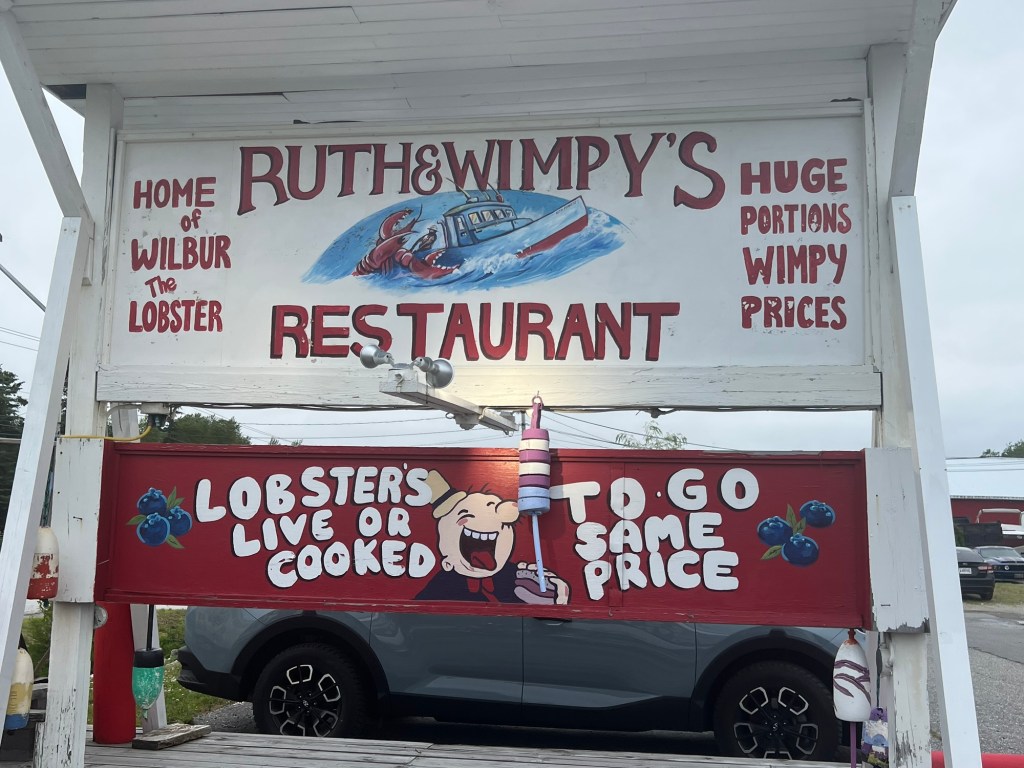 RUTH&WIMPY'S
HOME
of
WILBUR
The
LOBSTER
HUGE
PORTIONS
WIMPY
PRICES
RESTAURANT
LOBSTER'S
LIVE OR
COOKED
TO·GO
SAME
PRICE